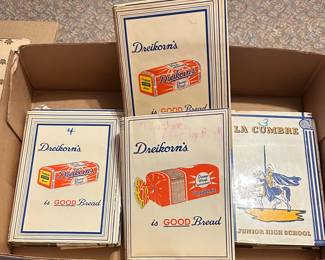 Dreikorn's
Dreikorn's
is GOOD Bread
4
Dreikorn's
Dreikorn's
is GOOD Bread
Dreikorn's
is GOOD Bread
3
LA CUMBRE
JUNIOR HIGH SCHOOL